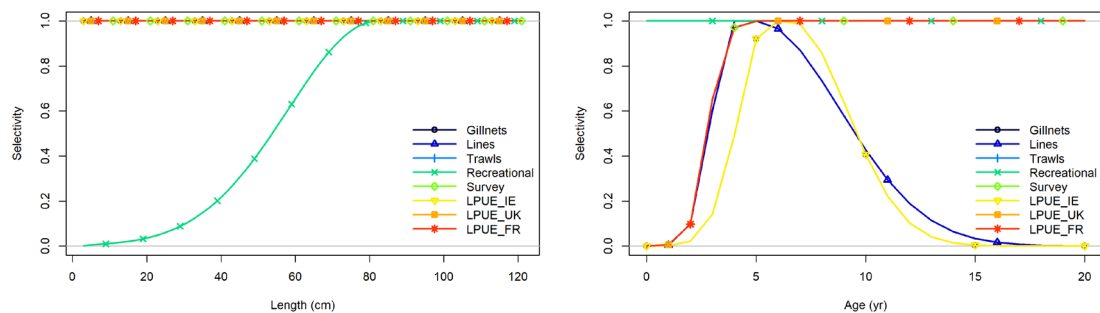 Selectivity
1.0
0.8
0.6
0.4
0.2
0.0
Gillnets
Lines
Trawls
Recreational
Survey
LPUE_IE
LPUE_UK
LPUE_FR
0 20 40 60 80 100 120
Length (cm)
Selectivity
1.0
0.8
0.6
0.4
0.2
0.0
Gillnets
Lines
Trawls
Recreational
Survey
LPUE_IE
LPUE_UK
LPUE_FR
0 5 10 15 20
Age (yr)